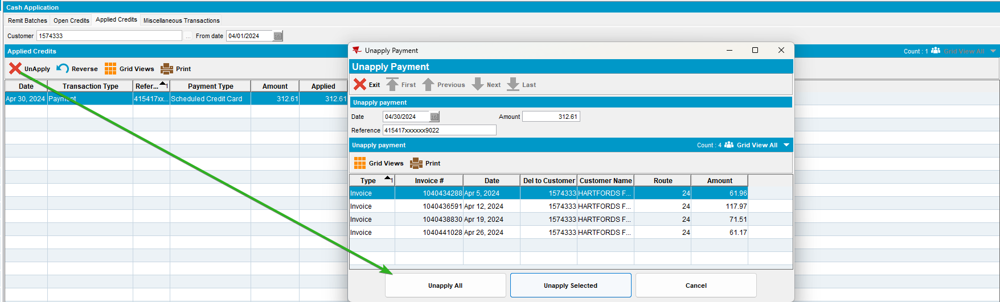 Cash Application
Remit Batches Open Credits Applied Credits Miscellaneous Transactions
Customer 1574333 ... From date 04/01/2024 16
Applied Credits Count : 1 Grid View All
UnApply Reverse Grid Views Print
Date Transaction Type Refer... 1 Payment Type Amount Applied
Apr 30, 2024 Payment 415417xx... Scheduled Credit Card 312.61 312.61
Unapply Payment
Unapply Payment
Exit First Previous Next Last
Unapply payment
Date 04/30/2024 16 Amount 312.61
Reference 415417xxxxxx9022
Unapply payment Count : 4 Grid View All
Grid Views Print
Type 1 Invoice # Date Del to Customer Customer Name Route Amount
Invoice 1040434288 Apr 5, 2024 1574333 HARTFORDS F... 24 61.96
Invoice 1040436591 Apr 12, 2024 1574333 HARTFORDS F... 24 117.97
Invoice 1040438830 Apr 19, 2024 1574333 HARTFORDS F... 24 71.51
Invoice 1040441028 Apr 26, 2024 1574333 HARTFORDS F... 24 61.17
Unapply All Unapply Selected Cancel